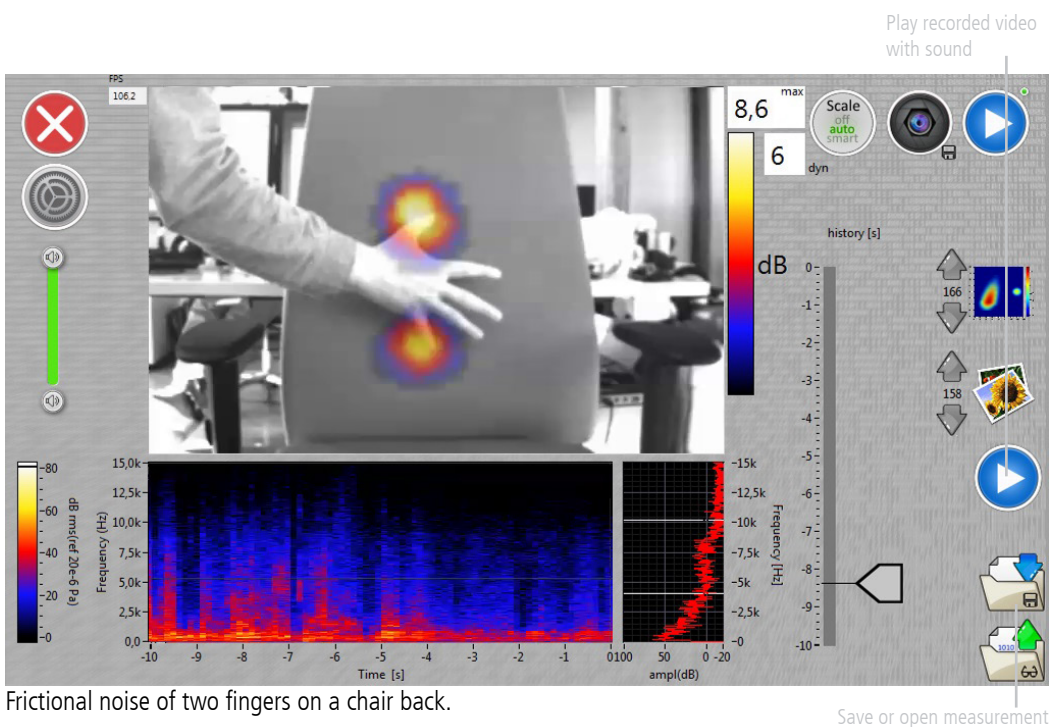 Play recorded video
with sound
FPS
106,2
8,6
max
6
dyn
dB
Scale
off
auto
smart
history [s]
0
-1
-2
-3
-4
-5
-6
-7
-8
-9
-10
166
158
80
60
40
20
0
dB rms(ref 20e-6 Pa)
Frequency (Hz)
15,0k
12,5k
10,0k
7,5k
5,0k
2,5k
0,0
-10 -9 -8 -7 -6 -5 -4 -3 -2 -1 0
Time [s]
15k
12,5k
10k
7,5k
5k
2,5k
0
Frequency [Hz]
100 50 0 -20
ampl(dB)
1010
Frictional noise of two fingers on a chair back.
Save or open measurement